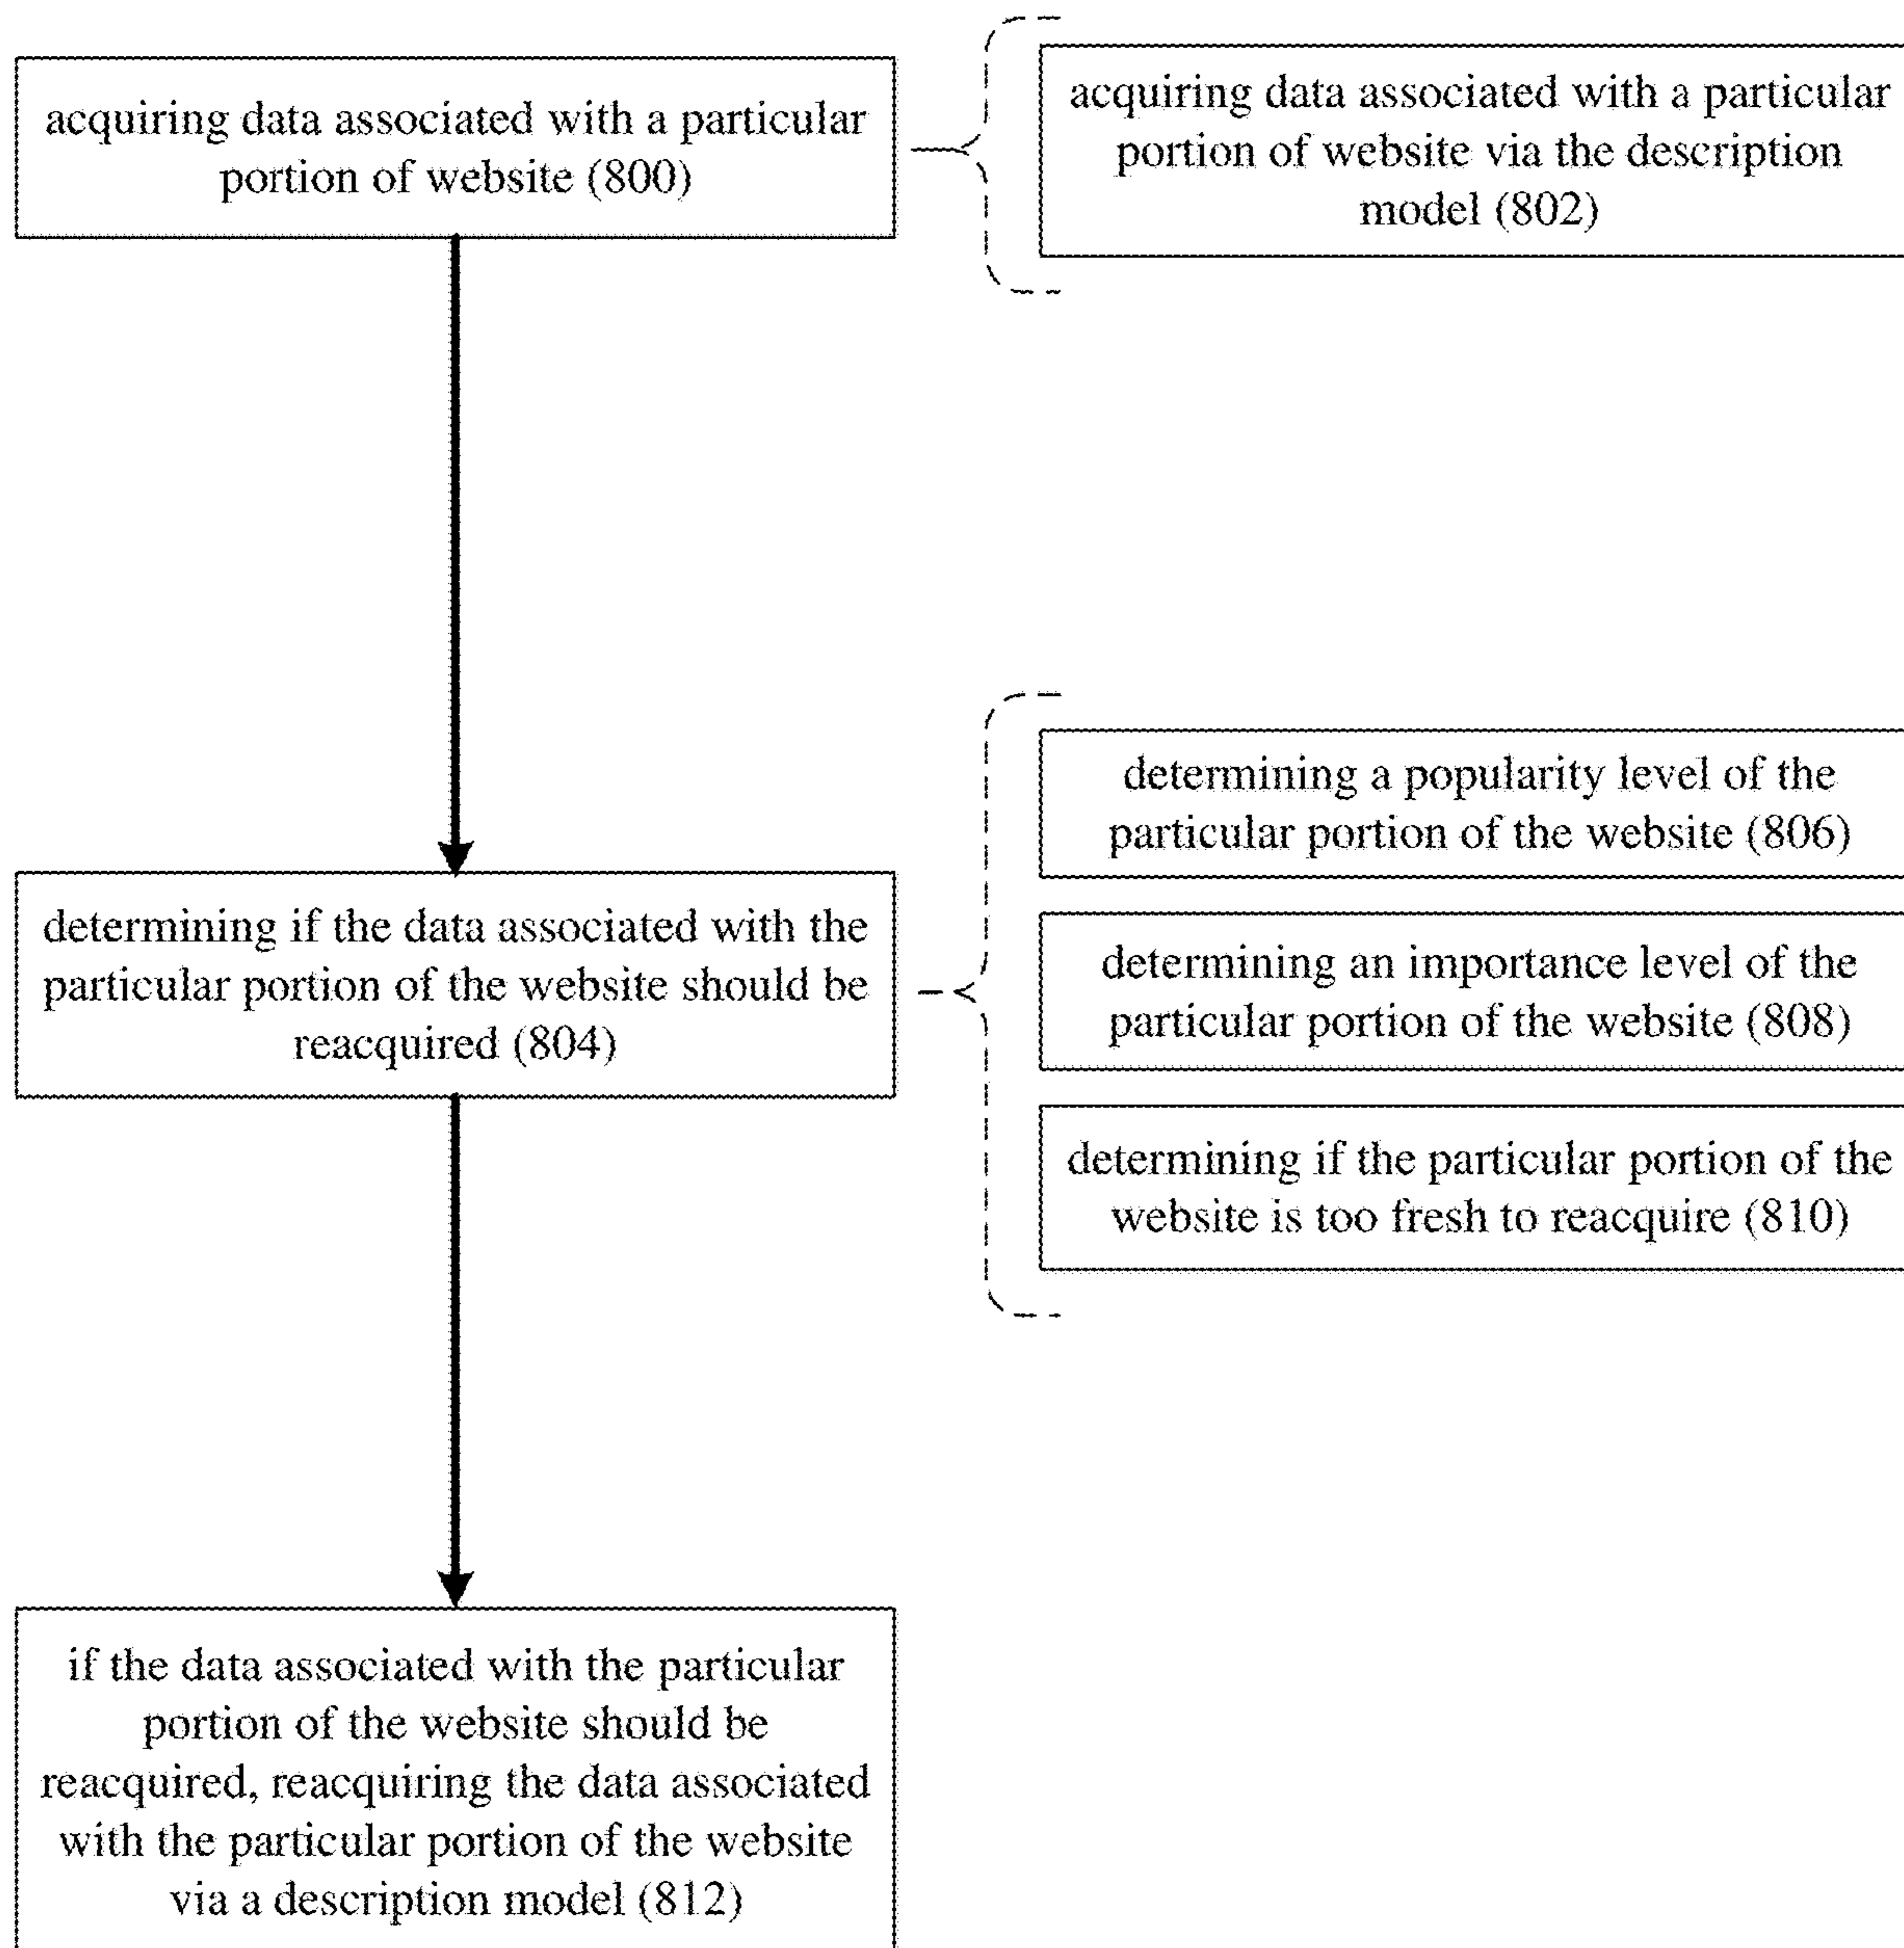 acquiring data associated with a particular
portion of website (800)
acquiring data associated with a particular
portion of website via the description
model (802)
determining a popularity level of the
particular portion of the website (806)
determining if the data associated with the
particular portion of the website should be
reacquired (804)
determining an importance level of the
particular portion of the website (808)
determining if the particular portion of the
website is too fresh to reacquire (810)
if the data associated with the particular
portion of the website should be
reacquired, reacquiring the data associated
with the particular portion of the website
via a description model (812)